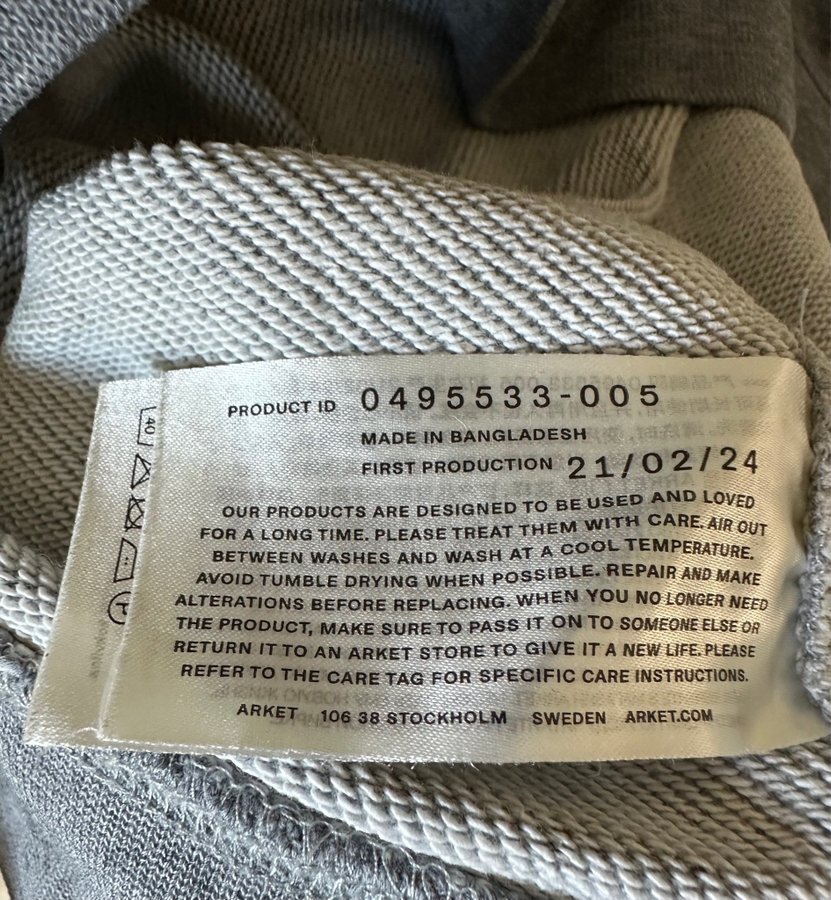 PRODUCT ID 0495533-005
MADE IN BANGLADESH
FIRST PRODUCTION 21/02/24
OUR PRODUCTS ARE DESIGNED TO BE USED AND LOVED
FOR A LONG TIME. PLEASE TREAT THEM WITH CARE. AIR OUT
BETWEEN WASHES AND WASH AT A COOL TEMPERATURE.
AVOID TUMBLE DRYING WHEN POSSIBLE. REPAIR AND MAKE
ALTERATIONS BEFORE REPLACING. WHEN YOU NO LONGER NEED
THE PRODUCT, MAKE SURE TO PASS IT ON TO SOMEONE ELSE OR
RETURN IT TO AN ARKET STORE TO GIVE IT A NEW LIFE. PLEASE
REFER TO THE CARE TAG FOR SPECIFIC CARE INSTRUCTIONS.
ARKET 106 38 STOCKHOLM SWEDEN ARKET.COM
40
P